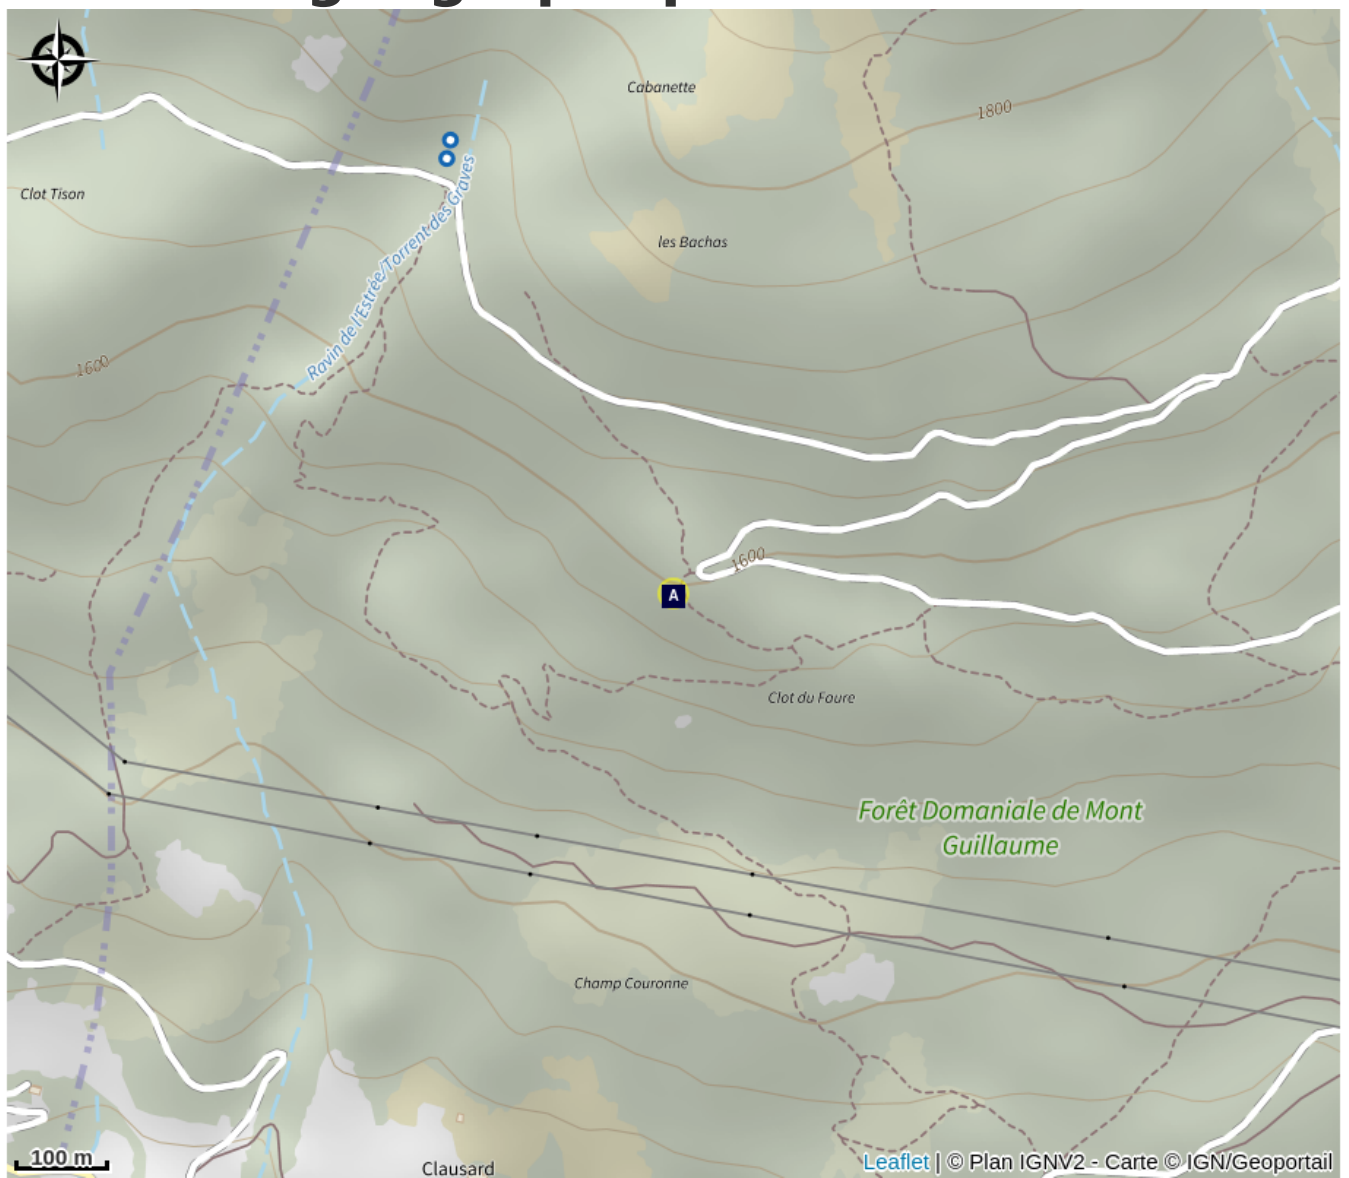 Cabanette
1800
Clot Tison
les Bachas
Ravin de l'Estrée/Torrent des Graves
1600
1600
A
Clot du Foure
Forêt Domaniale de Mont
Guillaume
Champ Couronne
100 m
Clausard
Leaflet | © Plan IGNV2 - Carte © IGN/Geoportail